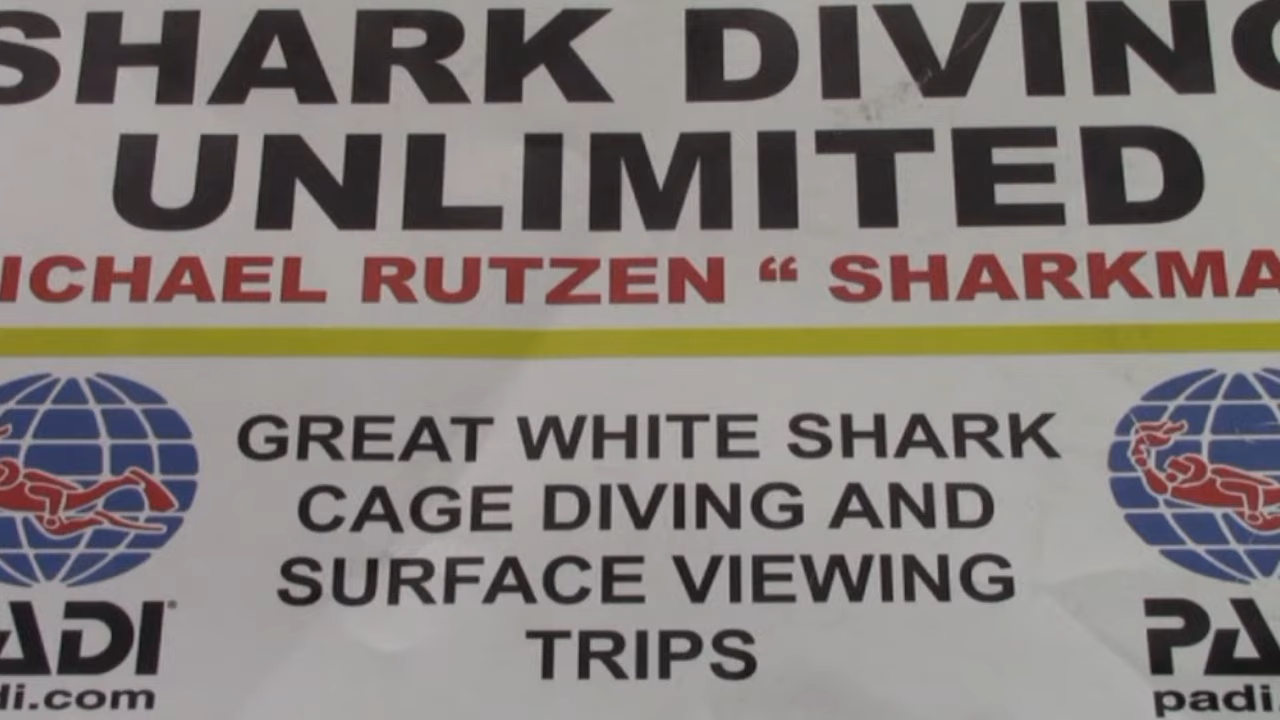 SHARK DIVING
UNLIMITED
ICHAEL RUTZEN “ SHARKMA
GREAT WHITE SHARK
CAGE DIVING AND
SURFACE VIEWING
TRIPS
ADI PA
di.com padi.